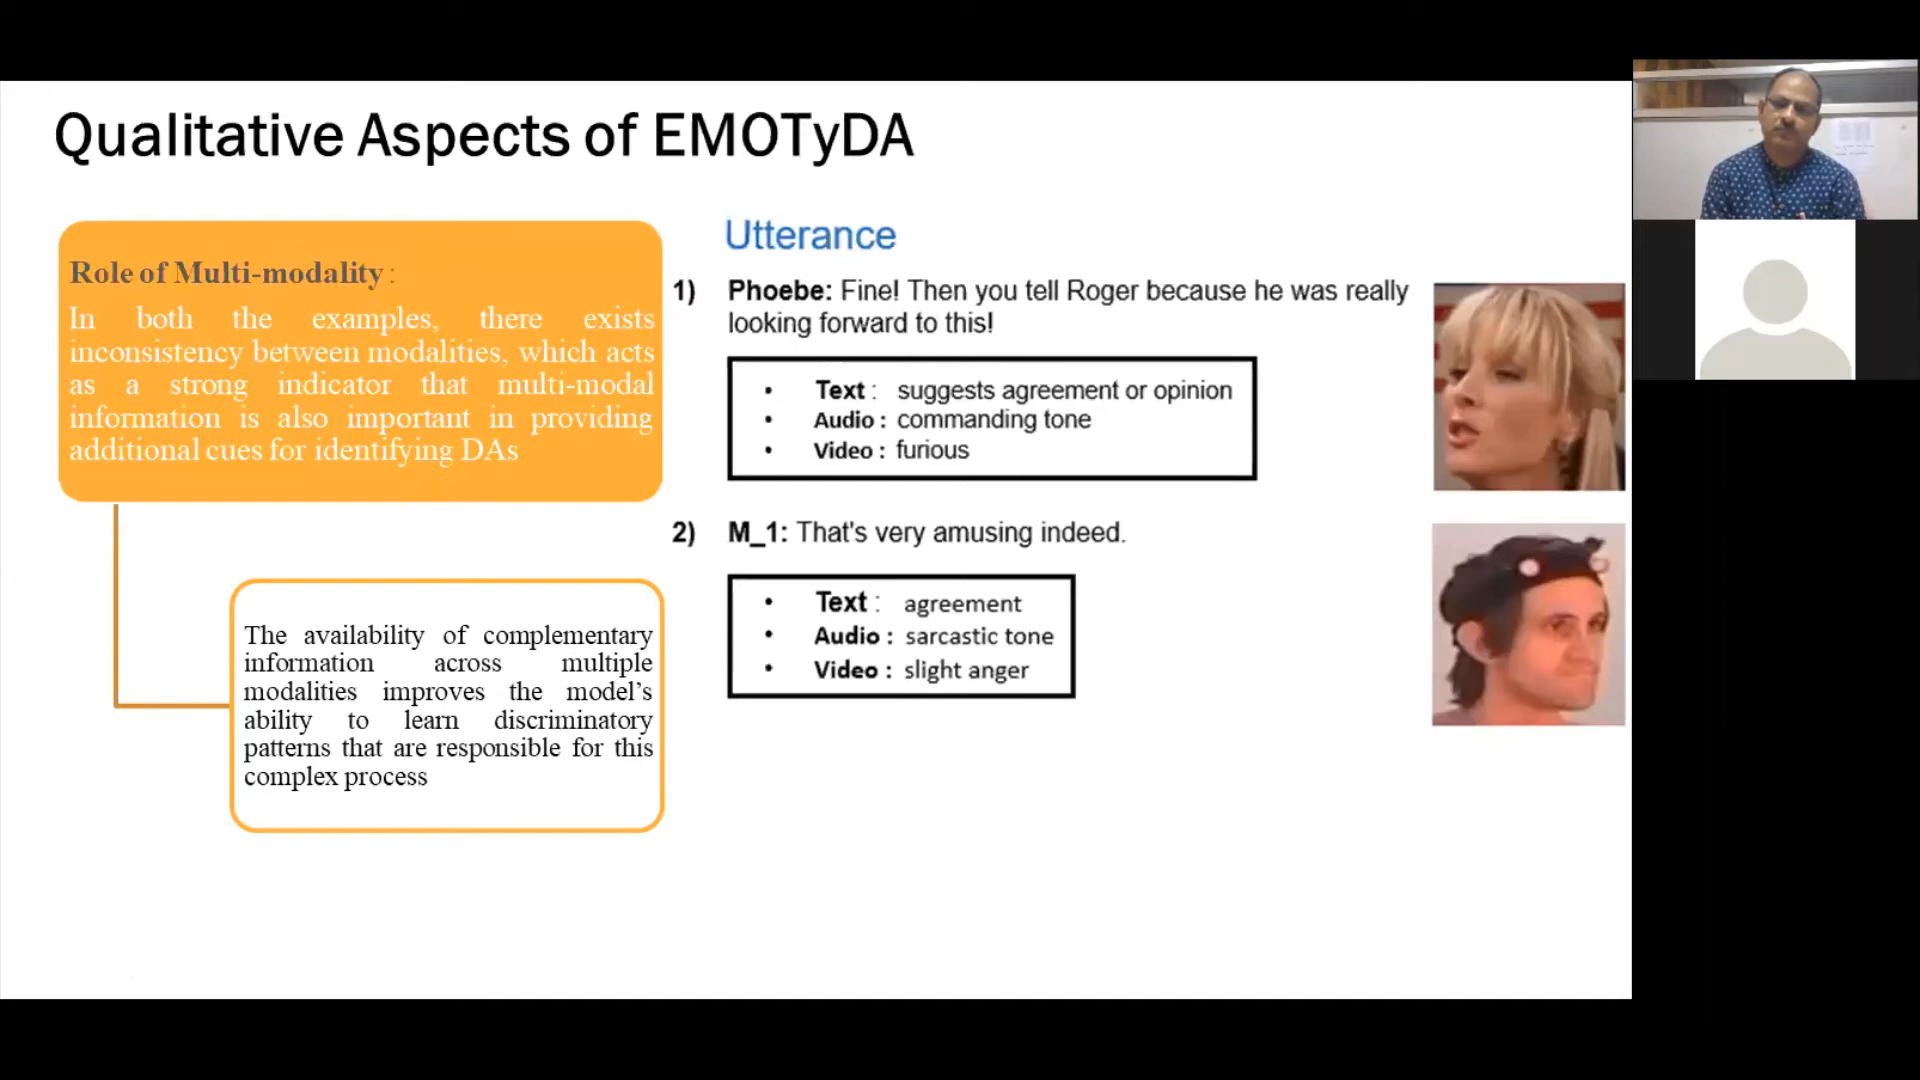 Qualitative Aspects of EMOTyDA
Role of Multi-modality :
In both the examples, there exists
inconsistency between modalities, which acts
as a strong indicator that multi-modal
information is also important in providing
additional cues for identifying DAs
The availability of complementary
information across multiple
modalities improves the model’s
ability to learn discriminatory
patterns that are responsible for this
complex process
Utterance
1) Phoebe: Fine! Then you tell Roger because he was really
looking forward to this!
• Text : suggests agreement or opinion
• Audio : commanding tone
• Video : furious
2) M_1: That's very amusing indeed.
• Text : agreement
• Audio : sarcastic tone
• Video : slight anger